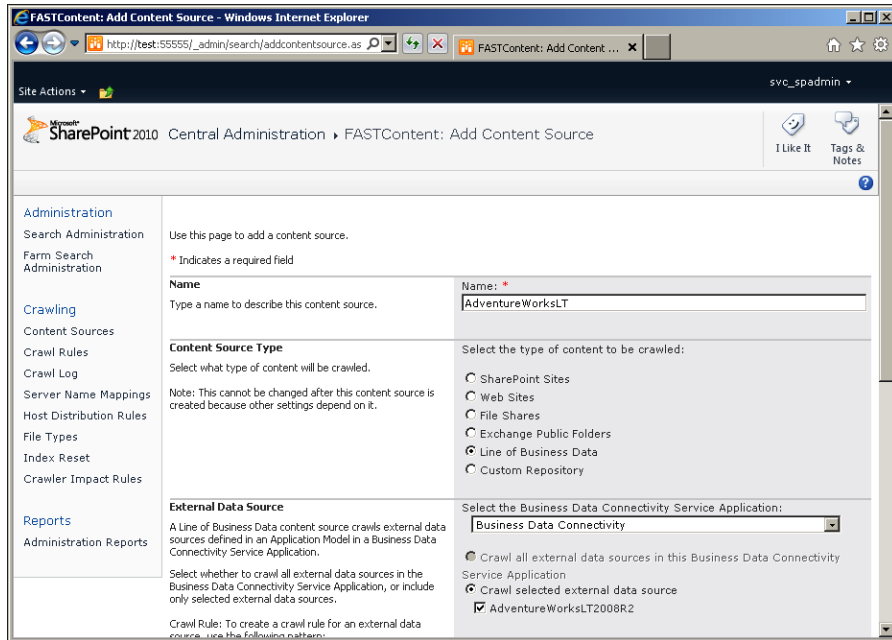 FASTContent: Add Content Source - Windows Internet Explorer
http://test:55555/_admin/search/addcontentsource.as
FASTContent: Add Content ...
Site Actions
svc_spadmin
Microsoft
SharePoint 2010
Central Administration
FASTContent: Add Content Source
I Like It
Tags &
Notes
Administration
Search Administration
Farm Search
Administration
Crawling
Content Sources
Crawl Rules
Crawl Log
Server Name Mappings
Host Distribution Rules
File Types
Index Reset
Crawler Impact Rules
Reports
Administration Reports
Use this page to add a content source.
* Indicates a required field
Name
Type a name to describe this content source.
Name: *
AdventureWorksLT
Content Source Type
Select what type of content will be crawled.
Note: This cannot be changed after this content source is
created because other settings depend on it.
Select the type of content to be crawled:
SharePoint Sites
Web Sites
File Shares
Exchange Public Folders
Line of Business Data
Custom Repository
External Data Source
A Line of Business Data content source crawls external data
sources defined in an Application Model in a Business Data
Connectivity Service Application.
Select whether to crawl all external data sources in the
Business Data Connectivity Service Application, or include
only selected external data sources.
Crawl Rule: To create a crawl rule for an external data
source, use the following pattern:
Select the Business Data Connectivity Service Application:
Business Data Connectivity
Crawl all external data sources in this Business Data Connectivity
Service Application
Crawl selected external data source
AdventureWorksLT2008R2